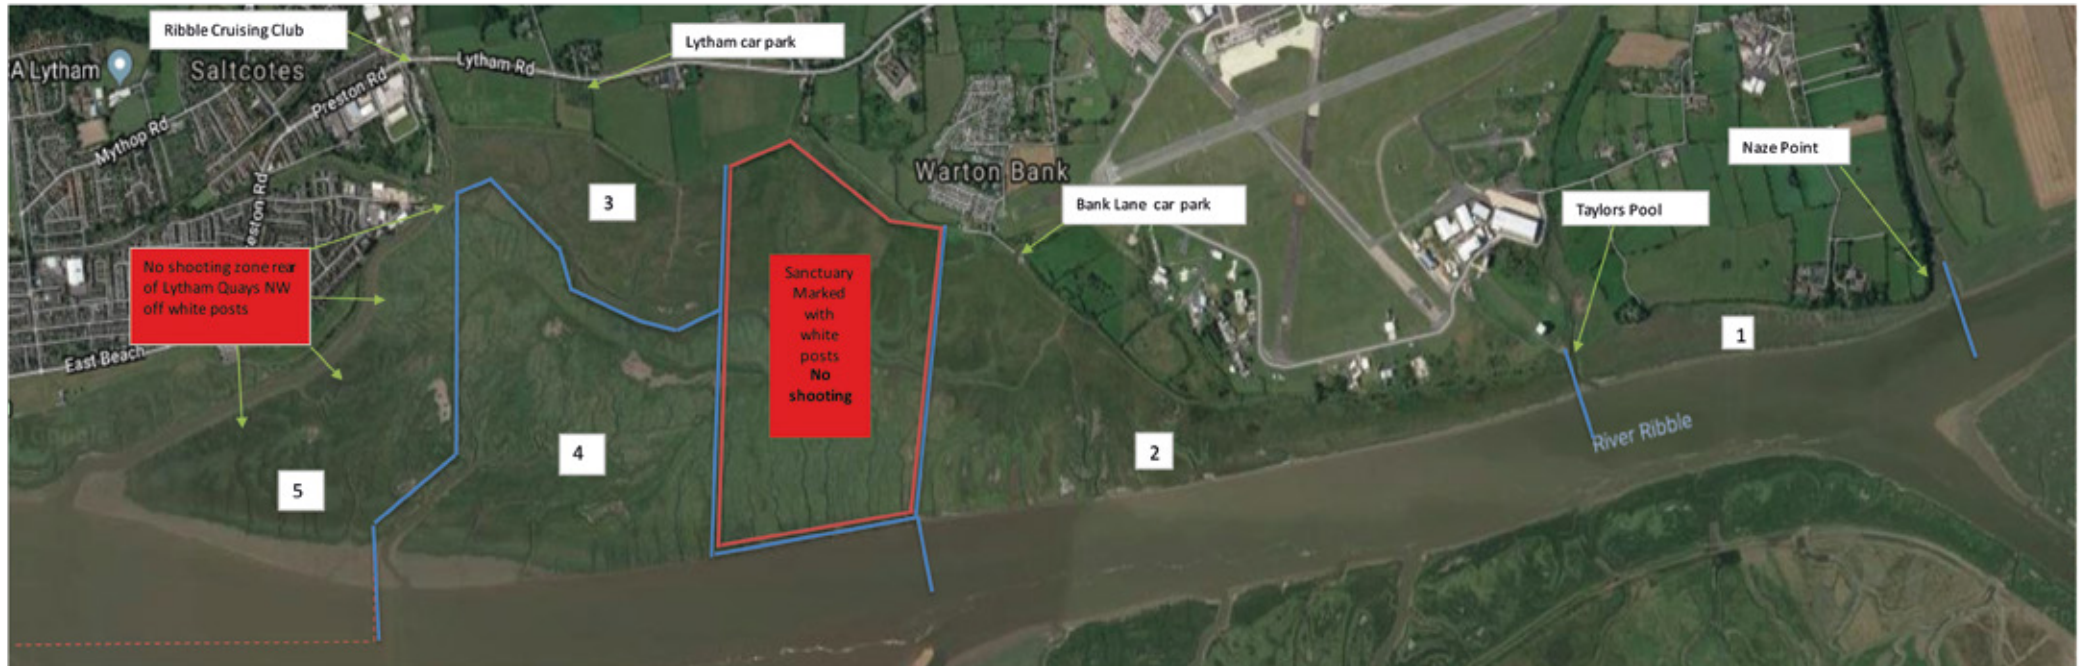 Ribble Cruising Club
Lytham car park
A Lytham
Saltcotes
Lytham Rd
Preston Rd
Mythop Rd
Warton Bank
Naze Point
Bank Lane car park
Taylors Pool
3
eston Rd
No shooting zone rear
of Lytham Quays NW
off white posts
Sanctuary
Marked
with
white
posts
No
shooting
1
East Beach
River Ribble
4
2
5